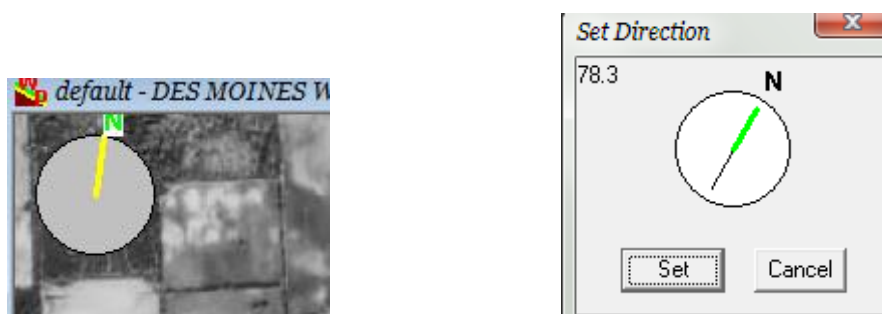 default - DES MOINES W
N
Set Direction
78.3
N
Set
Cancel